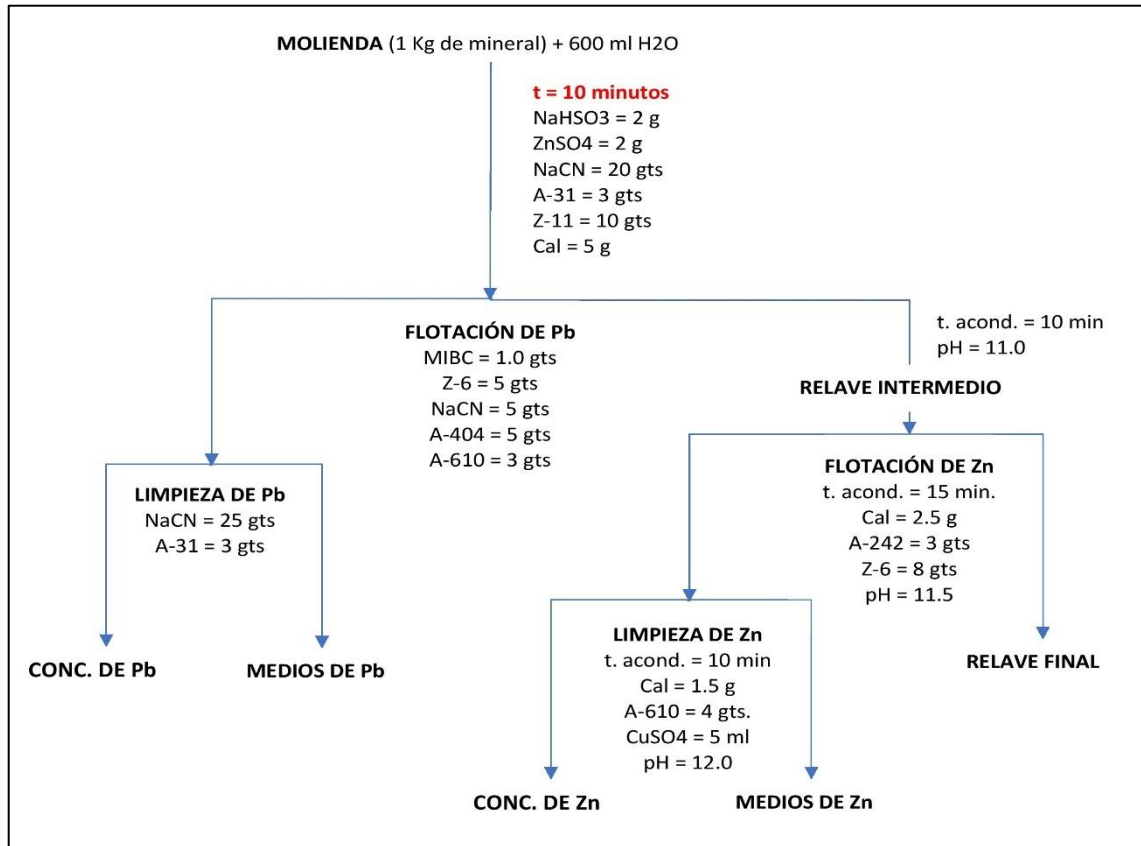 MOLIENDA (1 Kg de mineral) + 600 ml H2O
t = 10 minutos
NaHSO3 = 2 g
ZnSO4 = 2 g
NaCN = 20 gts
A-31 = 3 gts
Z-11 = 10 gts
Cal = 5 g
FLOTACIÓN DE Pb
MIBC = 1.0 gts
Z-6 = 5 gts
NaCN = 5 gts
A-404 = 5 gts
A-610 = 3 gts
t. acond. = 10 min
pH = 11.0
RELAVE INTERMEDIO
LIMPIEZA DE Pb
NaCN = 25 gts
A-31 = 3 gts
FLOTACIÓN DE Zn
t. acond. = 15 min.
Cal = 2.5 g
A-242 = 3 gts
Z-6 = 8 gts
pH = 11.5
CONC. DE Pb
MEDIOS DE Pb
LIMPIEZA DE Zn
t. acond. = 10 min
Cal = 1.5 g
A-610 = 4 gts.
CuSO4 = 5 ml
pH = 12.0
RELAVE FINAL
CONC. DE Zn
MEDIOS DE Zn